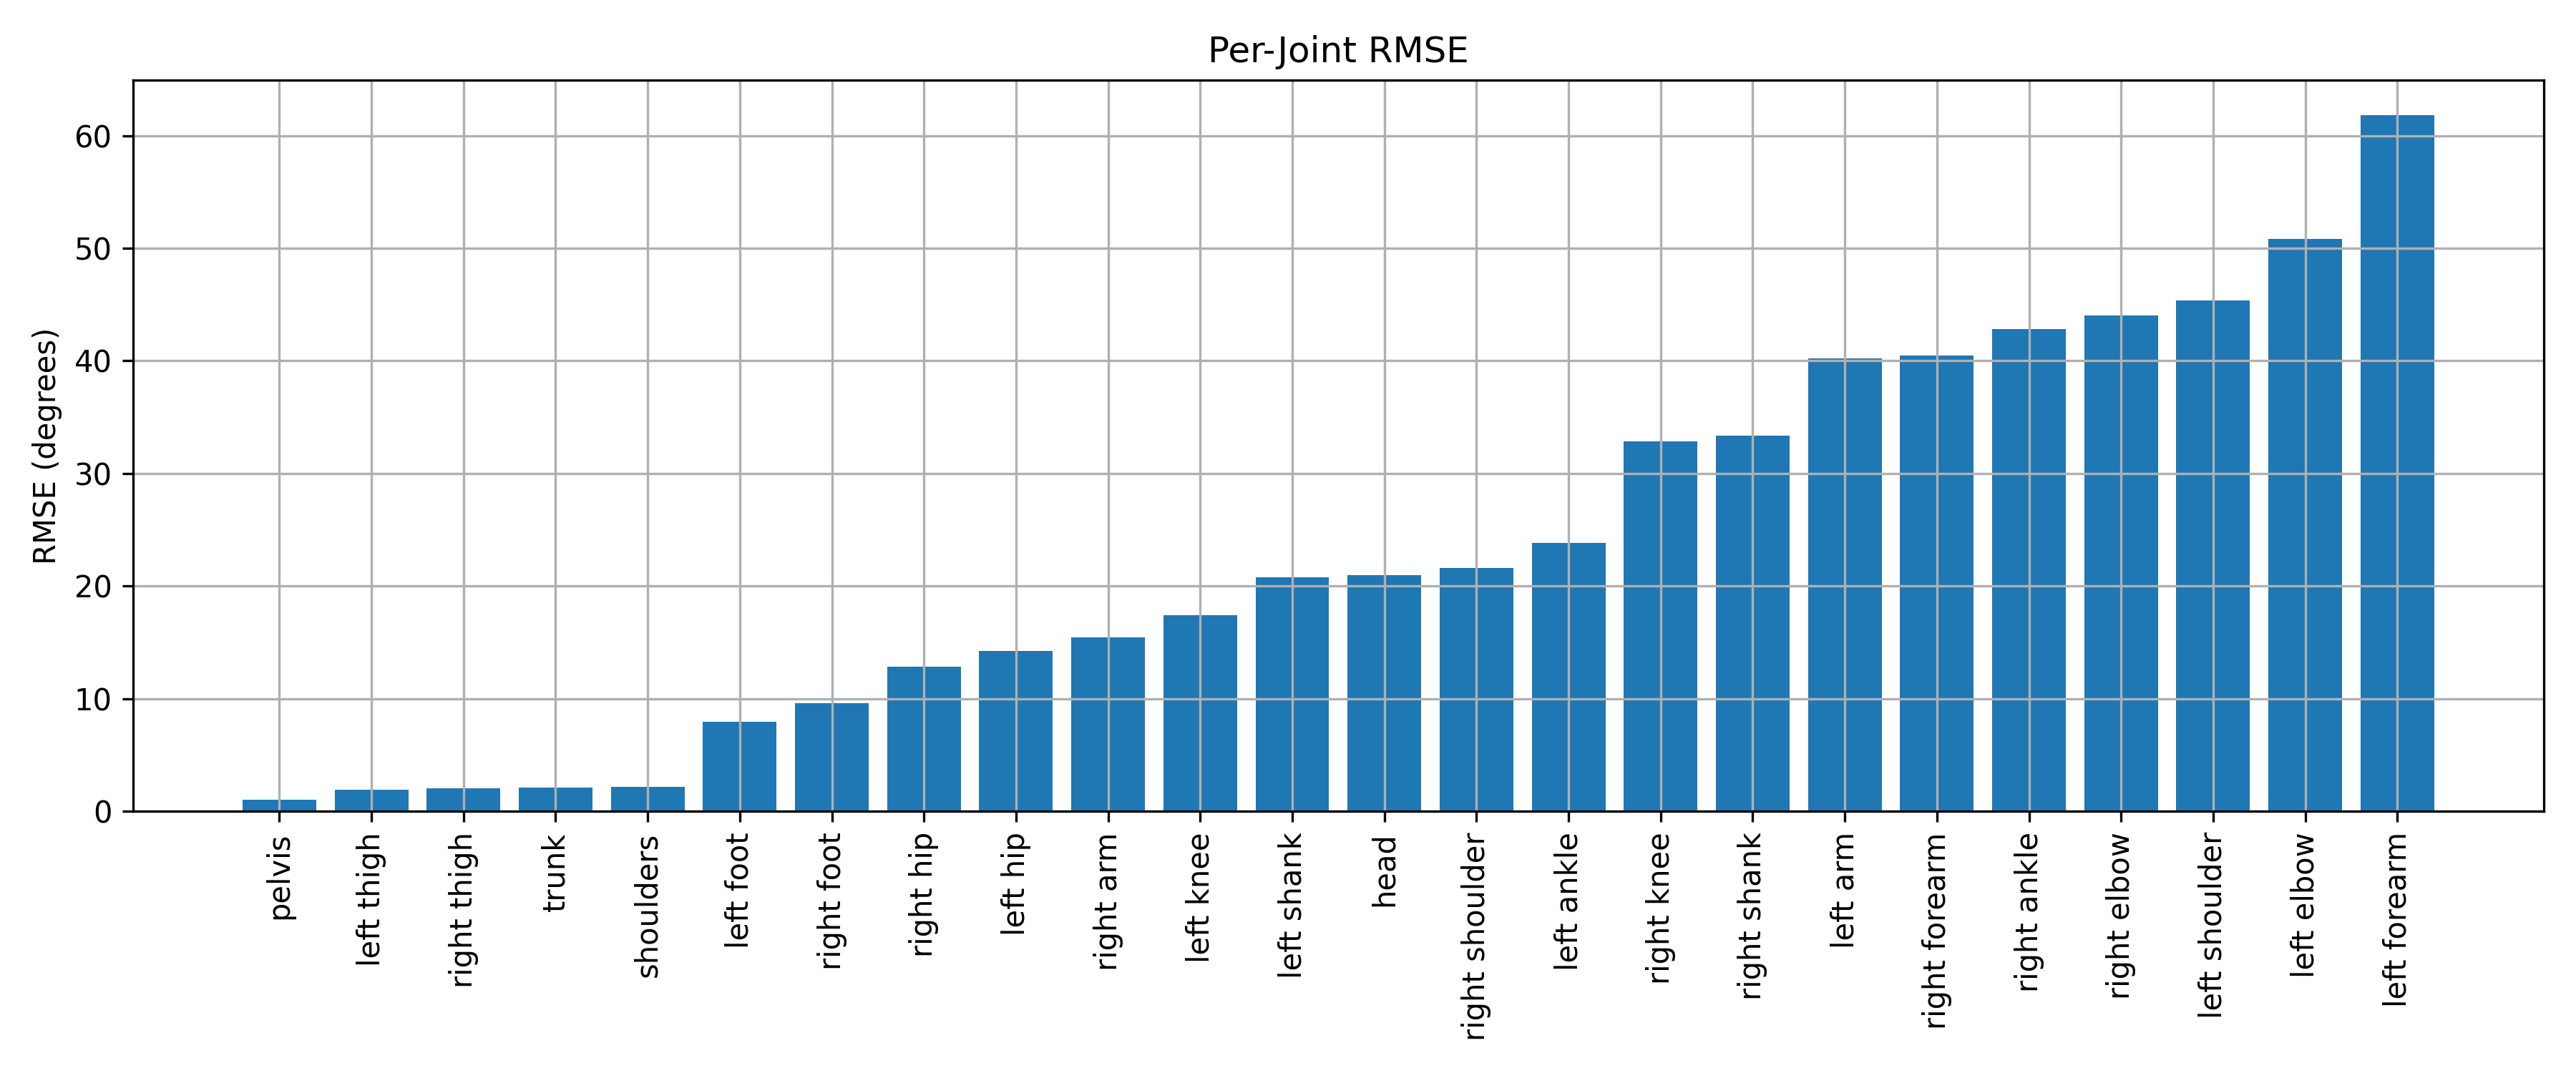 Per-Joint RMSE
RMSE (degrees)
60
50
40
30
20
10
0
pelvis
left thigh
right thigh
trunk
shoulders
left foot
right foot
right hip
left hip
right arm
left knee
left shank
head
right shoulder
left ankle
right knee
right shank
left arm
right forearm
right ankle
right elbow
left shoulder
left elbow
left forearm